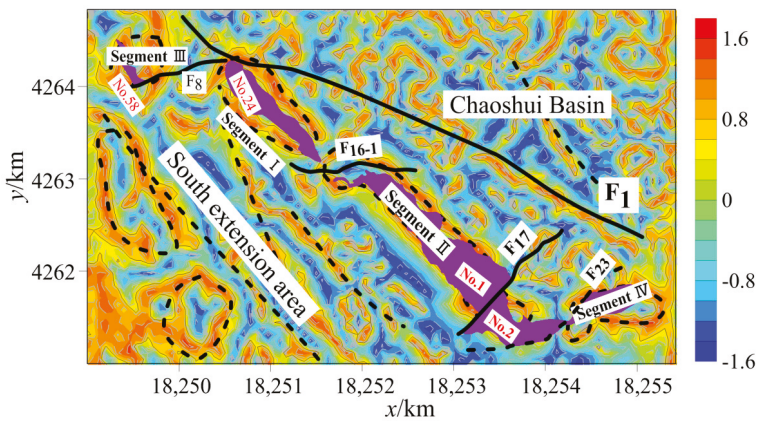 Segment Ⅲ
No.58
F8
No.24
Segment Ⅰ
F16-1
Chaoshui Basin
F1
South extension area
Segment Ⅱ
F17
No.1
No.2
F23
Segment Ⅳ
4264
4263
4262
y/km
18,250
18,251
18,252
18,253
18,254
18,255
x/km
1.6
0.8
0
-0.8
-1.6